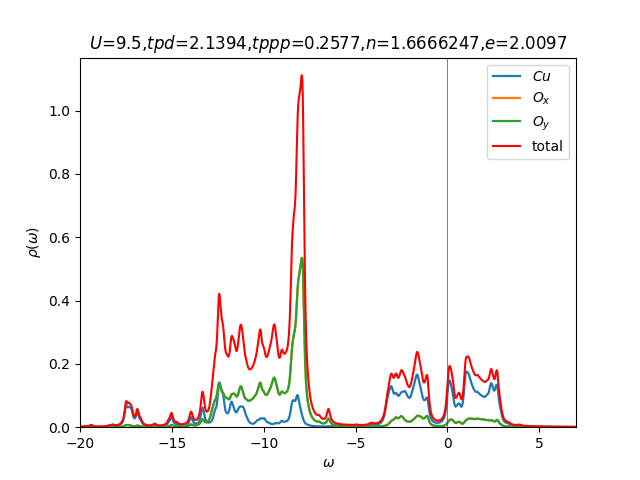 U=9.5,tpd=2.1394,tppp=0.2577,n=1.6666247,e=2.0097
Cu
Oₓ
O_y
total
ρ(ω)
1.0
0.8
0.6
0.4
0.2
0.0
−20 −15 −10 −5 0 5
ω